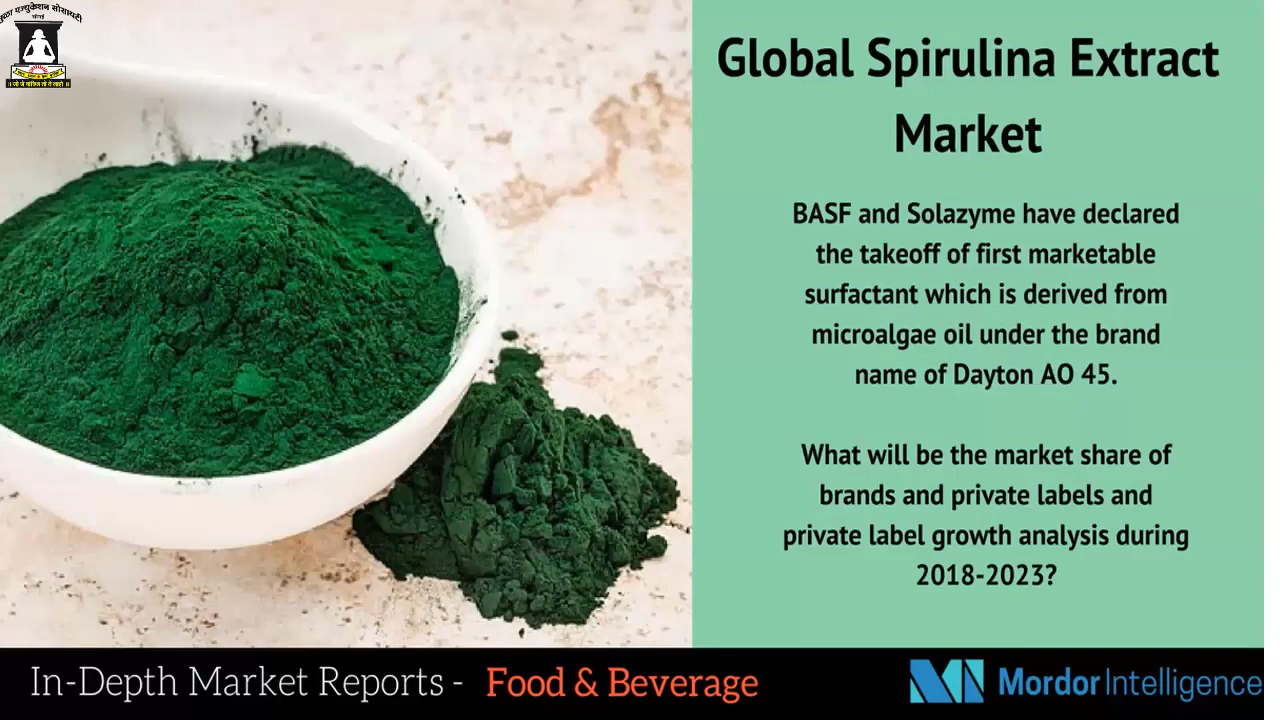 Global Spirulina Extract
Market
BASF and Solazyme have declared
the takeoff of first marketable
surfactant which is derived from
microalgae oil under the brand
name of Dayton AO 45.
What will be the market share of
brands and private labels and
private label growth analysis during
2018-2023?
In-Depth Market Reports - Food & Beverage
Mordor Intelligence